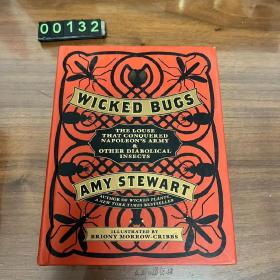 00132
WICKED BUGS
THE LOUSE
THAT CONQUERED
NAPOLEON'S ARMY
&
OTHER DIABOLICAL
INSECTS
AMY STEWART
AUTHOR OF WICKED PLANTS,
A NEW YORK TIMES BESTSELLER
ILLUSTRATED BY
BRIONY MORROW-CRIBBS